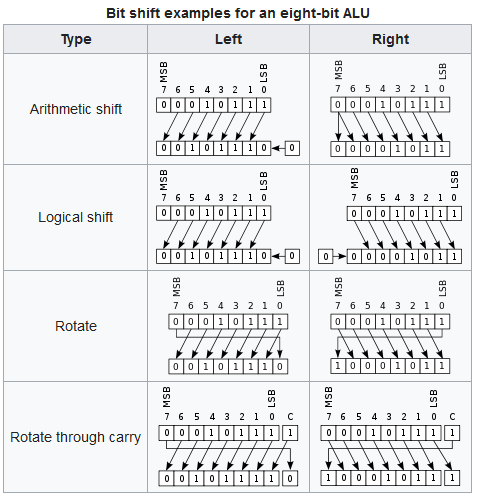 Bit shift examples for an eight-bit ALU
Type Left Right
Arithmetic shift
MSB LSB
7 6 5 4 3 2 1 0
0 0 0 1 0 1 1 1
0 0 1 0 1 1 1 0 0
MSB LSB
7 6 5 4 3 2 1 0
0 0 0 1 0 1 1 1
0 0 0 0 1 0 1 1
Logical shift
MSB LSB
7 6 5 4 3 2 1 0
0 0 0 1 0 1 1 1
0 0 1 0 1 1 1 0 0
MSB LSB
7 6 5 4 3 2 1 0
0 0 0 1 0 1 1 1
0 0 0 0 0 1 0 1 1
Rotate
MSB LSB
7 6 5 4 3 2 1 0
0 0 0 1 0 1 1 1
0 0 1 0 1 1 1 0
MSB LSB
7 6 5 4 3 2 1 0
0 0 0 1 0 1 1 1
1 0 0 0 1 0 1 1
Rotate through carry
MSB LSB
7 6 5 4 3 2 1 0 C
0 0 0 1 0 1 1 1 1
0 0 1 0 1 1 1 1 0
MSB LSB
7 6 5 4 3 2 1 0 C
0 0 0 1 0 1 1 1 1
1 0 0 0 1 0 1 1 1